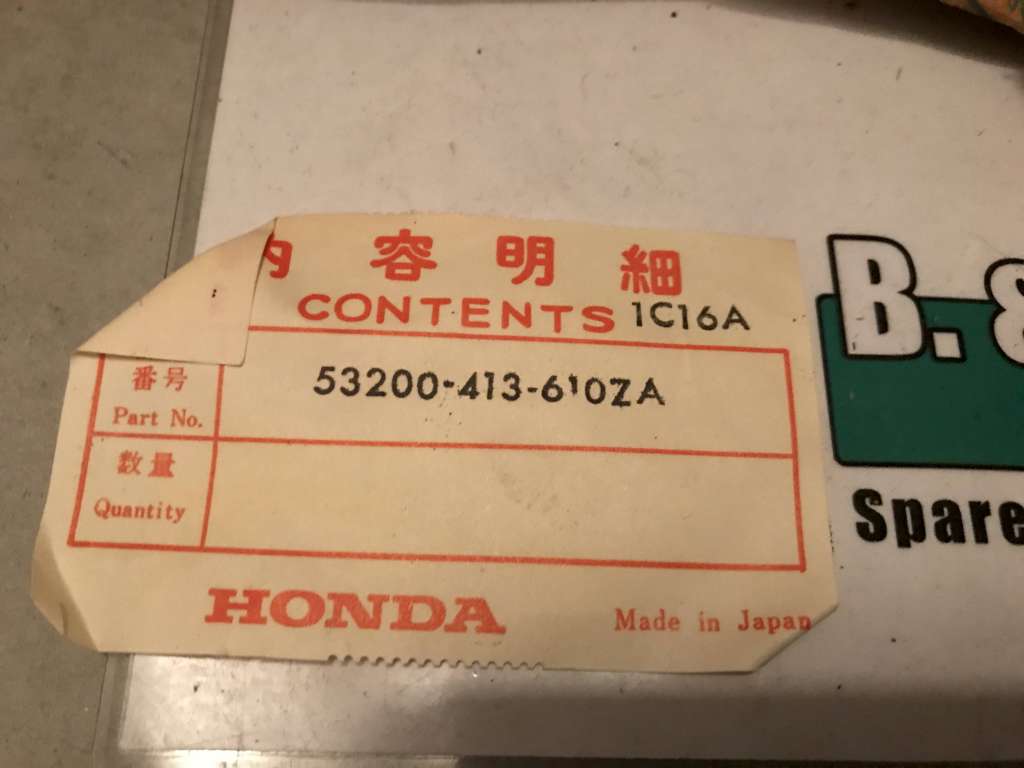 内容明細
CONTENTS 1C16A
番号
Part No.
53200-413-610ZA
数量
Quantity
HONDA
Made in Japan
B. &
Spare